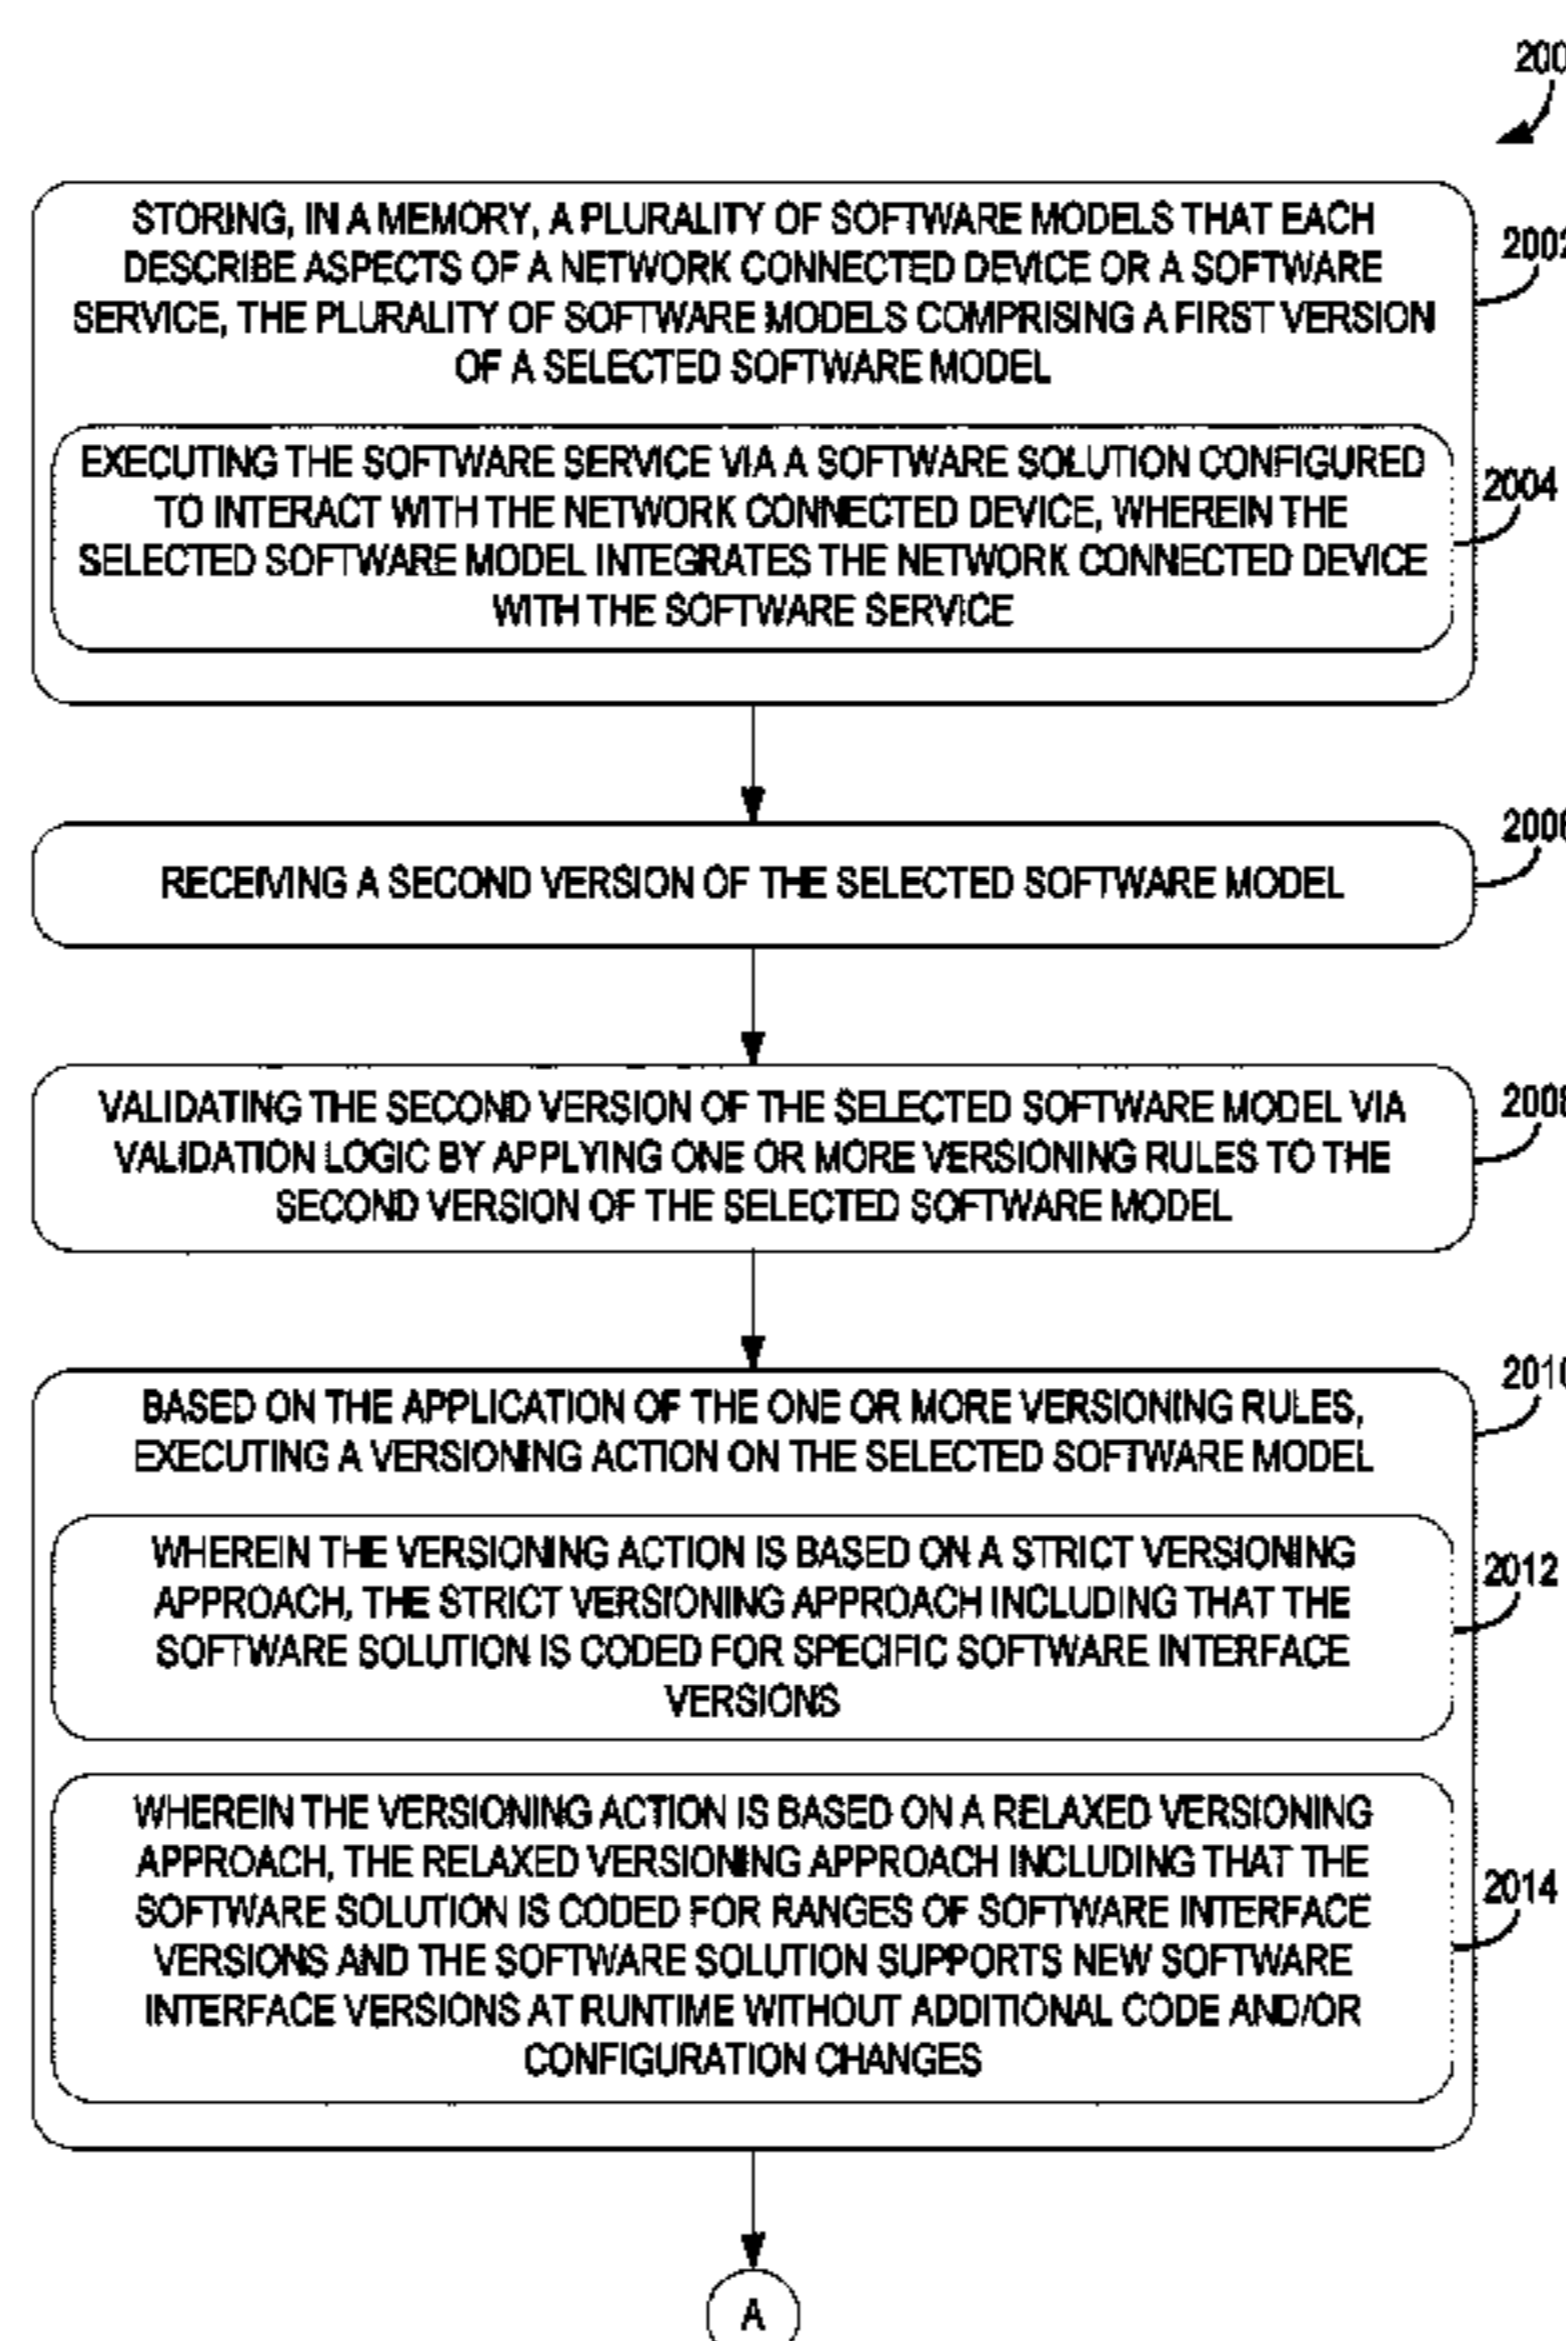 200
STORING, IN A MEMORY, A PLURALITY OF SOFTWARE MODELS THAT EACH
DESCRIBE ASPECTS OF A NETWORK CONNECTED DEVICE OR A SOFTWARE
SERVICE, THE PLURALITY OF SOFTWARE MODELS COMPRISING A FIRST VERSION
OF A SELECTED SOFTWARE MODEL
2002
EXECUTING THE SOFTWARE SERVICE VIA A SOFTWARE SOLUTION CONFIGURED
TO INTERACT WITH THE NETWORK CONNECTED DEVICE, WHEREIN THE
SELECTED SOFTWARE MODEL INTEGRATES THE NETWORK CONNECTED DEVICE
WITH THE SOFTWARE SERVICE
2004
RECEIVING A SECOND VERSION OF THE SELECTED SOFTWARE MODEL
2006
VALIDATING THE SECOND VERSION OF THE SELECTED SOFTWARE MODEL VIA
VALIDATION LOGIC BY APPLYING ONE OR MORE VERSIONING RULES TO THE
SECOND VERSION OF THE SELECTED SOFTWARE MODEL
2008
BASED ON THE APPLICATION OF THE ONE OR MORE VERSIONING RULES,
EXECUTING A VERSIONING ACTION ON THE SELECTED SOFTWARE MODEL
2010
WHEREIN THE VERSIONING ACTION IS BASED ON A STRICT VERSIONING
APPROACH, THE STRICT VERSIONING APPROACH INCLUDING THAT THE
SOFTWARE SOLUTION IS CODED FOR SPECIFIC SOFTWARE INTERFACE
VERSIONS
2012
WHEREIN THE VERSIONING ACTION IS BASED ON A RELAXED VERSIONING
APPROACH, THE RELAXED VERSIONING APPROACH INCLUDING THAT THE
SOFTWARE SOLUTION IS CODED FOR RANGES OF SOFTWARE INTERFACE
VERSIONS AND THE SOFTWARE SOLUTION SUPPORTS NEW SOFTWARE
INTERFACE VERSIONS AT RUNTIME WITHOUT ADDITIONAL CODE AND/OR
CONFIGURATION CHANGES
2014
A